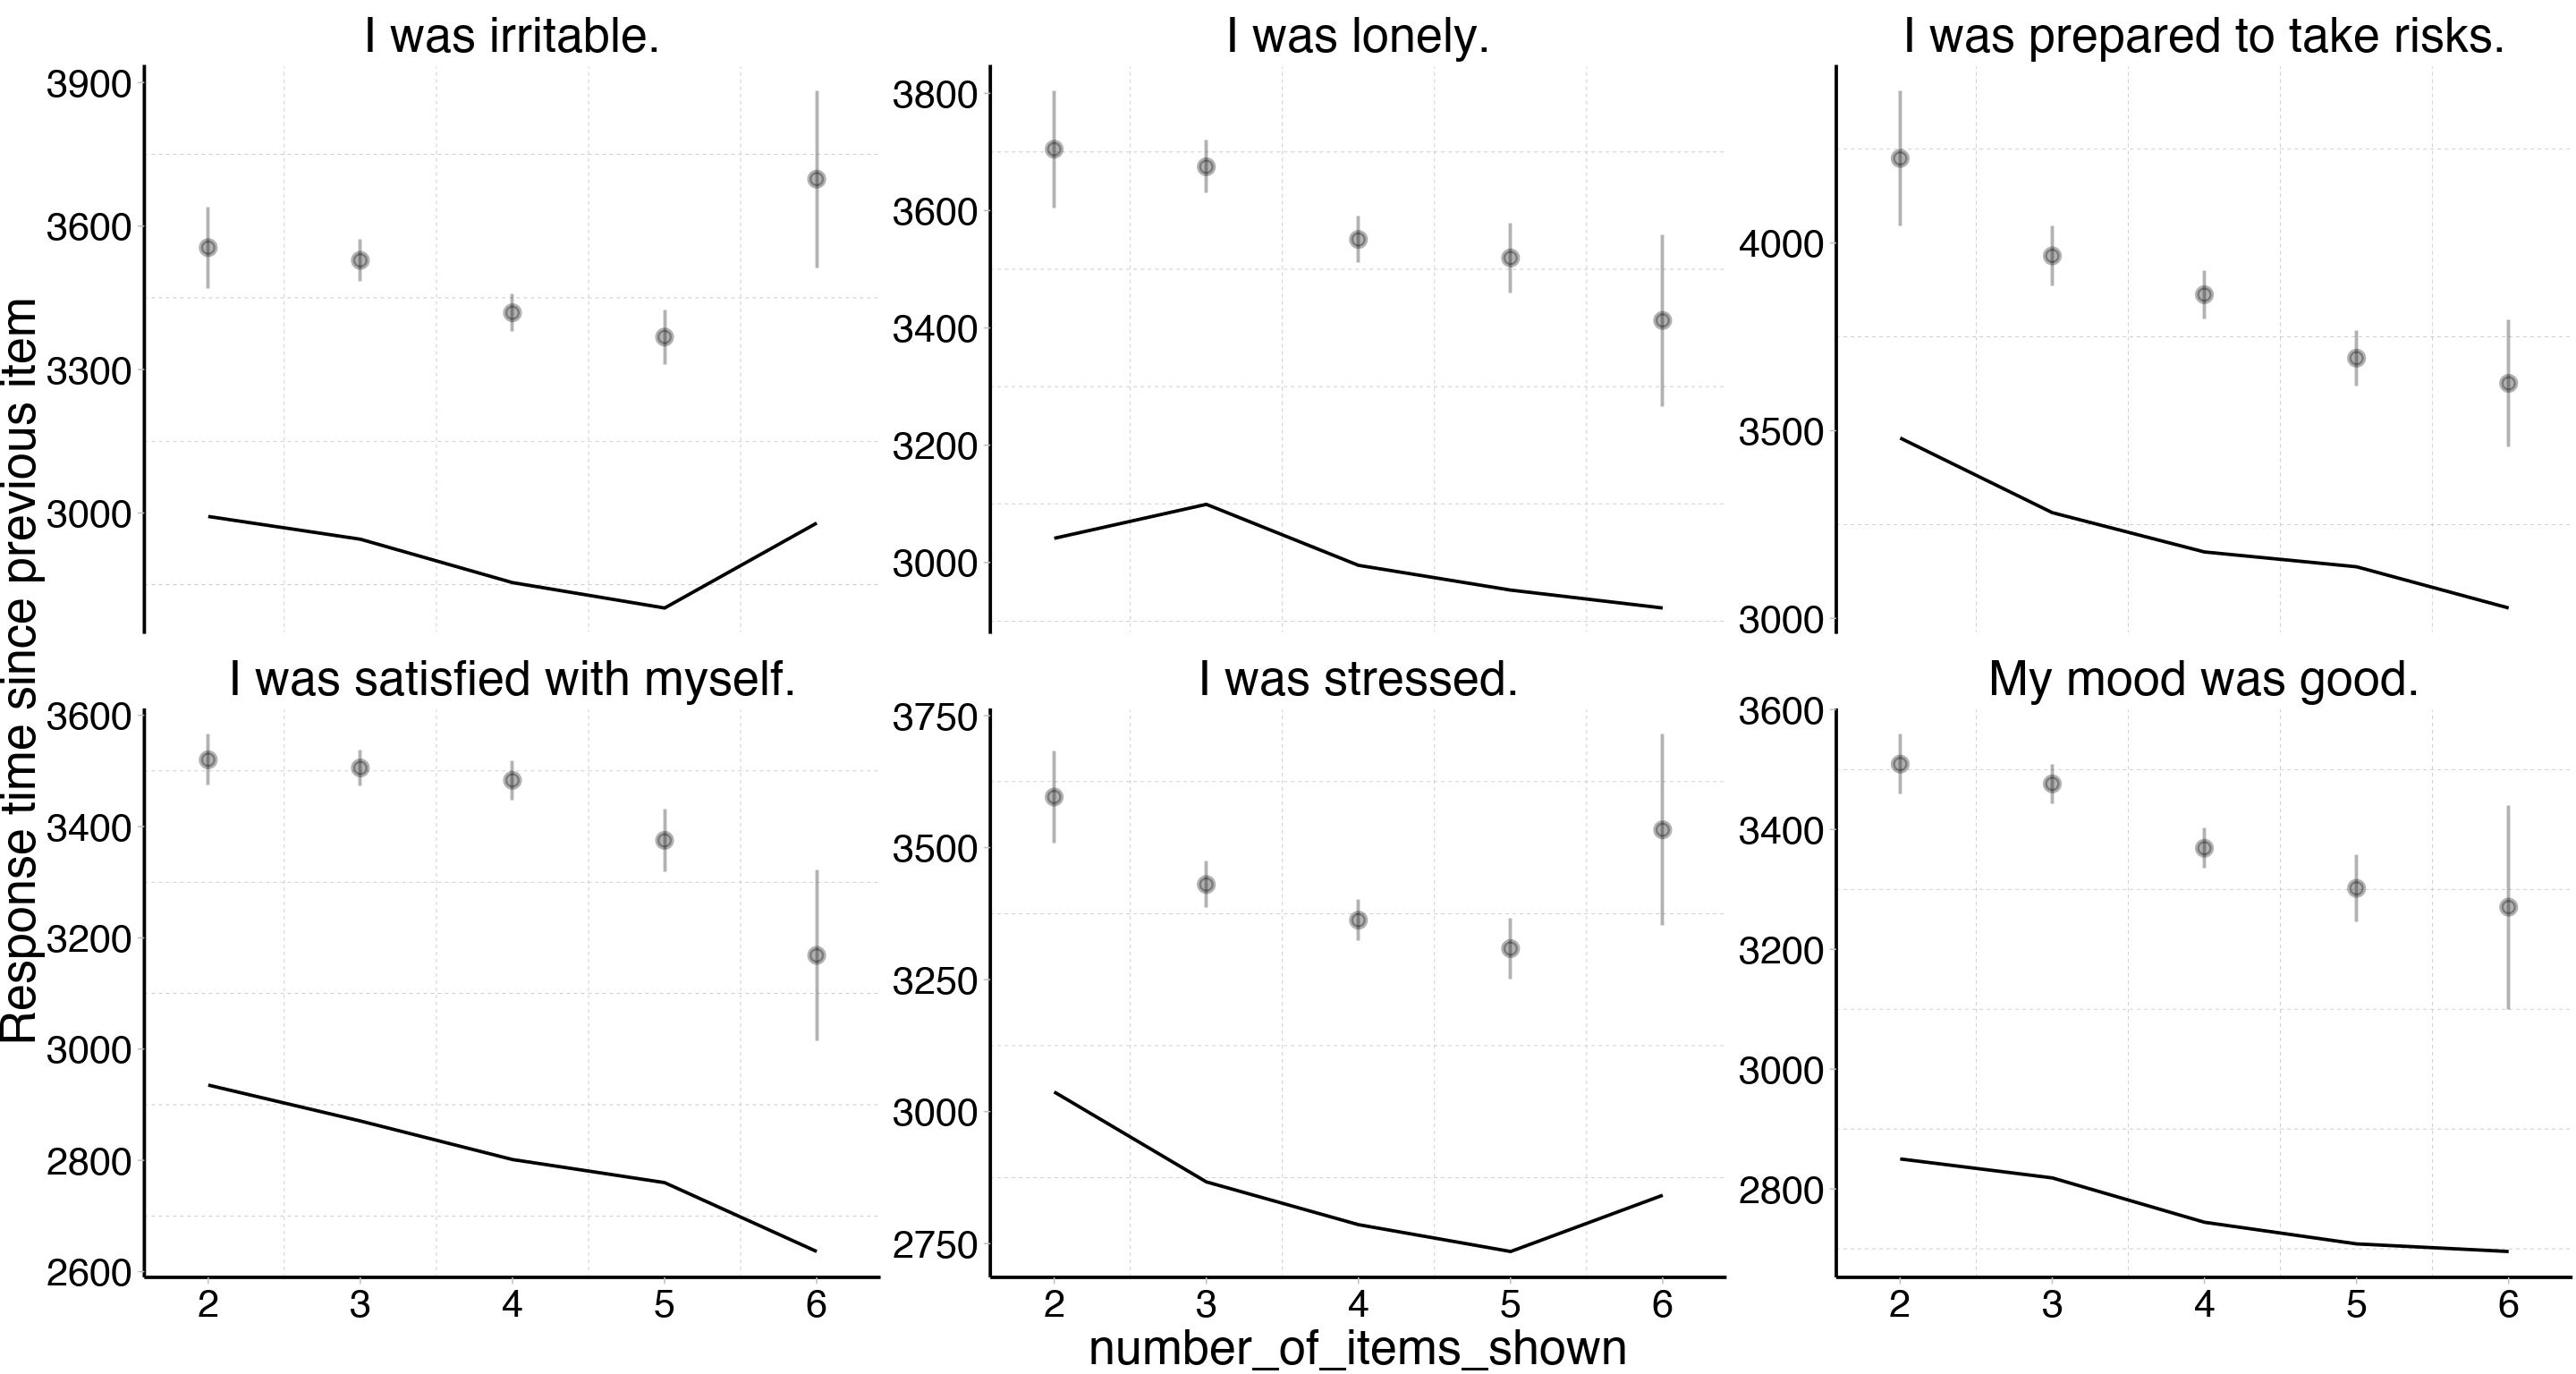 Response time since previous item
I was irritable.
3900
3600
3300
3000
I was lonely.
3800
3600
3400
3200
3000
I was prepared to take risks.
4000
3500
3000
I was satisfied with myself.
3600
3400
3200
3000
2800
2600
2 3 4 5 6
I was stressed.
3750
3500
3250
3000
2750
2 3 4 5 6
My mood was good.
3600
3400
3200
3000
2800
2 3 4 5 6
number_of_items_shown